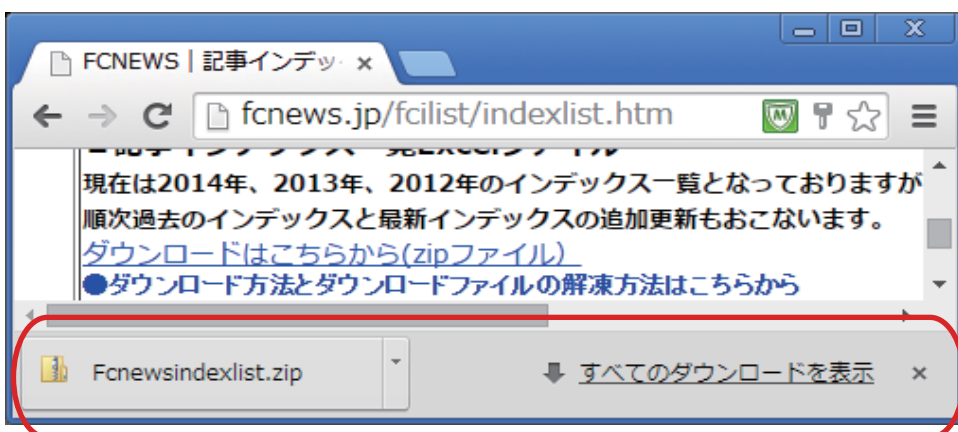 FCNEWS｜記事インデッ
fcnews.jp/fcilist/indexlist.htm
現在は2014年、2013年、2012年のインデックス一覧となっておりますが
順次過去のインデックスと最新インデックスの追加更新もおこないます。
ダウンロードはこちらから(zipファイル）
●ダウンロード方法とダウンロードファイルの解凍方法はこちらから
Fcnewsindexlist.zip
すべてのダウンロードを表示